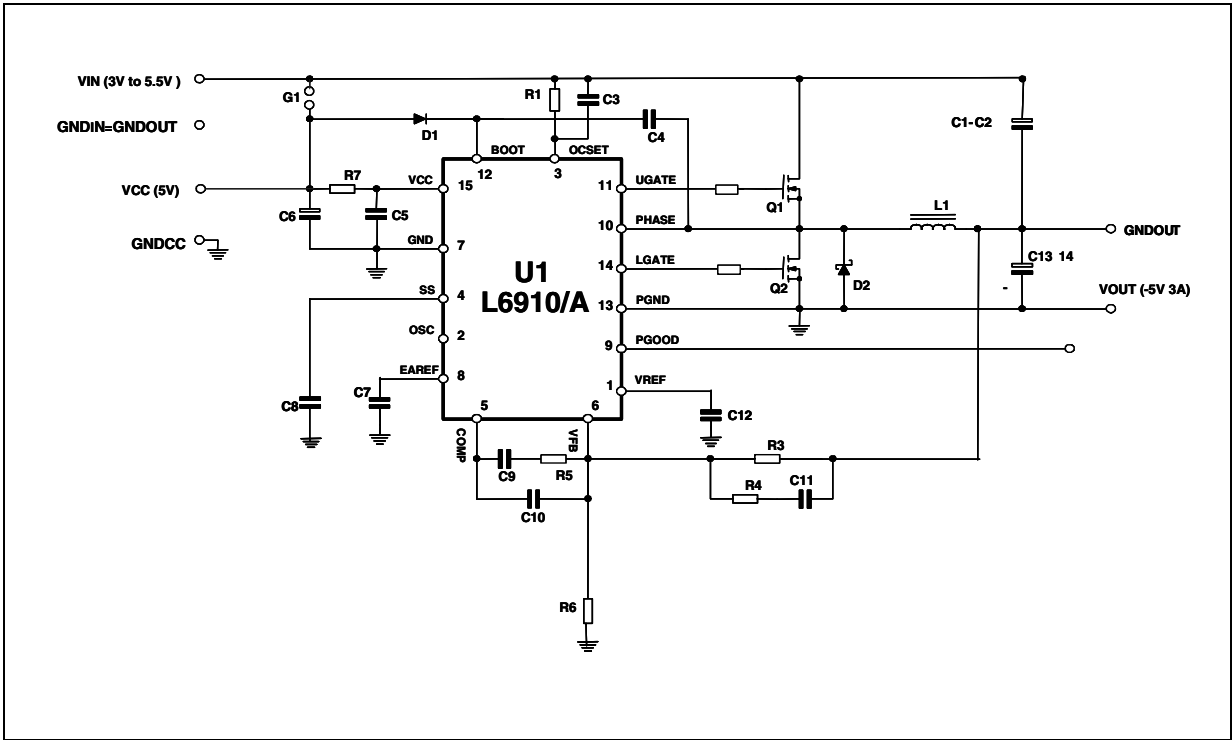 VIN (3V to 5.5V )
G1
R1
C3
GNDIN=GNDOUT
D1
C4
C1-C2
BOOT
OCSET
12
3
VCC (5V)
R7
VCC
15
11
UGATE
Q1
L1
C6
C5
10
PHASE
GNDOUT
GNDCC
GND
7
U1
L6910/A
14
LGATE
Q2
D2
C13 14
-
VOUT (-5V 3A)
SS
4
13
PGND
OSC
2
9
PGOOD
EAREF
8
1
VREF
C8
C7
5
6
C12
COMP
VFB
R3
C9
R5
R4
C11
C10
R6